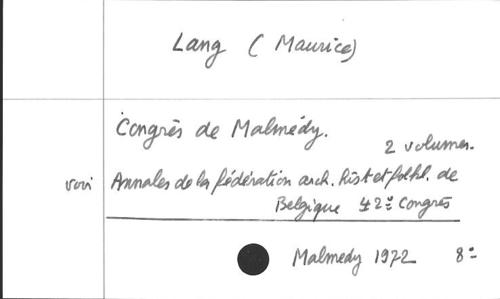 Lang (Maurice)
Congrès de Malmédy.
2 volumes.
voir Annales de la fédération arch. hist et folkl. de
Belgique 42e Congrès
Malmedy 1972 8°